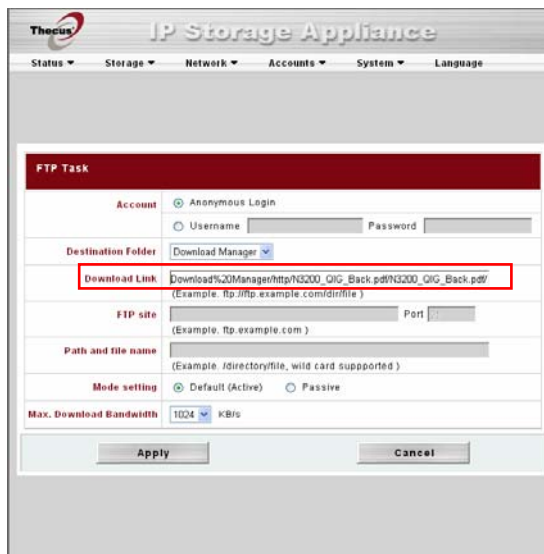 Thecus IP Storage Appliance
Status Storage Network Accounts System Language
FTP Task
Account Anonymous Login
Username Password
Destination Folder Download Manager
Download Link Download%20Manager/http/N3200_QIG_Back.pdf/N3200_QIG_Back.pdf/
(Example. ftp://ftp.example.com/dir/file )
FTP site Port
(Example. ftp.example.com )
Path and file name
(Example. /directory/file, wild card suppported )
Mode setting Default (Active) Passive
Max. Download Bandwidth 1024 KB/s
Apply Cancel